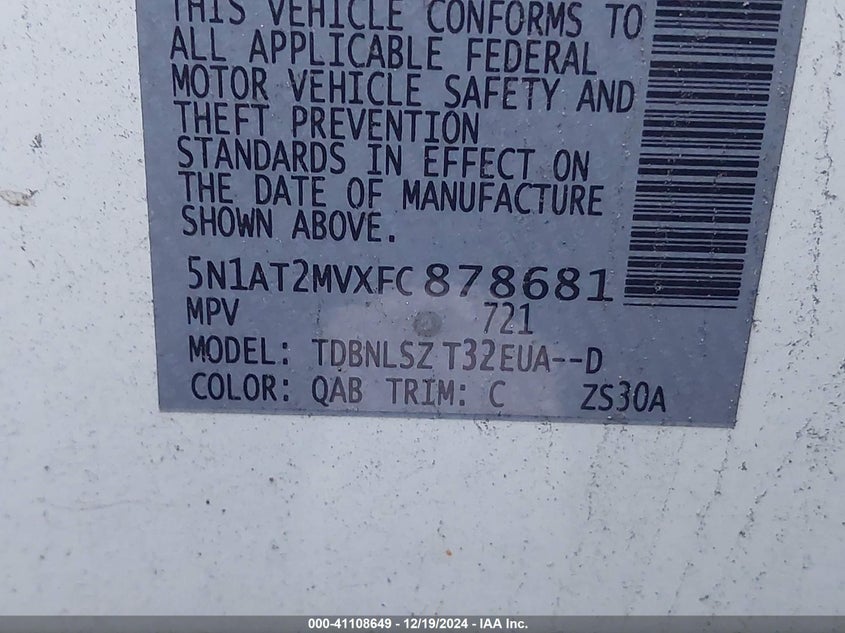 THIS VEHICLE CONFORMS TO
ALL APPLICABLE FEDERAL
MOTOR VEHICLE SAFETY AND
THEFT PREVENTION
STANDARDS IN EFFECT ON
THE DATE OF MANUFACTURE
SHOWN ABOVE.
5N1AT2MVXFC878681
MPV 721
MODEL: TDBNLSZ T32EUA--D
COLOR: QAB TRIM: C ZS30A
000-41108649 - 12/19/2024 - IAA Inc.